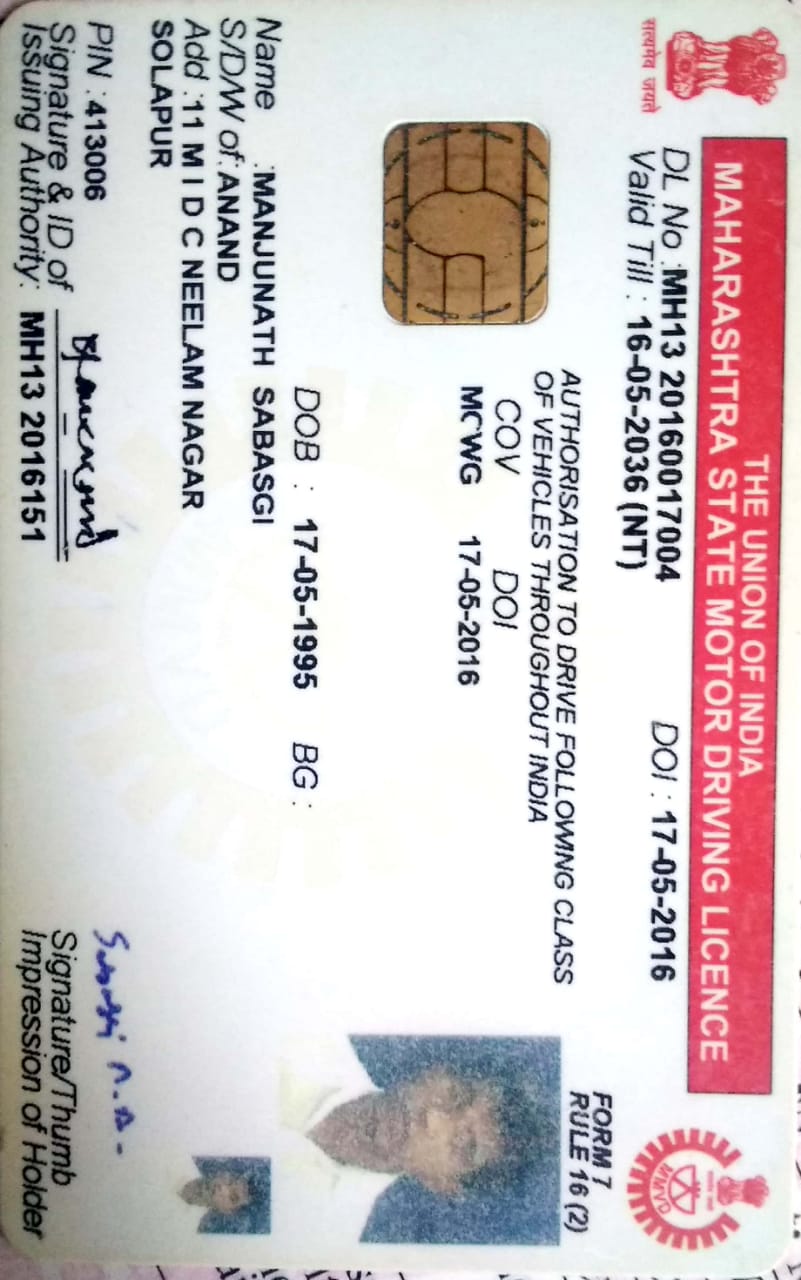 सत्यमेव जयते
THE UNION OF INDIA
MAHARASHTRA STATE MOTOR DRIVING LICENCE
DL No :MH13 20160017004 DOI : 17-05-2016
Valid Till : 16-05-2036 (NT)
FORM 7
RULE 16 (2)
AUTHORISATION TO DRIVE FOLLOWING CLASS
OF VEHICLES THROUGHOUT INDIA
COV DOI
MCWG 17-05-2016
DOB : 17-05-1995 BG :
Name :MANJUNATH SABASGI
S/D/W of :ANAND
Add :11 M I D C NEELAM NAGAR
SOLAPUR
PIN : 413006
Signature & ID of
Issuing Authority: MH13 2016151
Signature/Thumb
Impression of Holder
MMVD